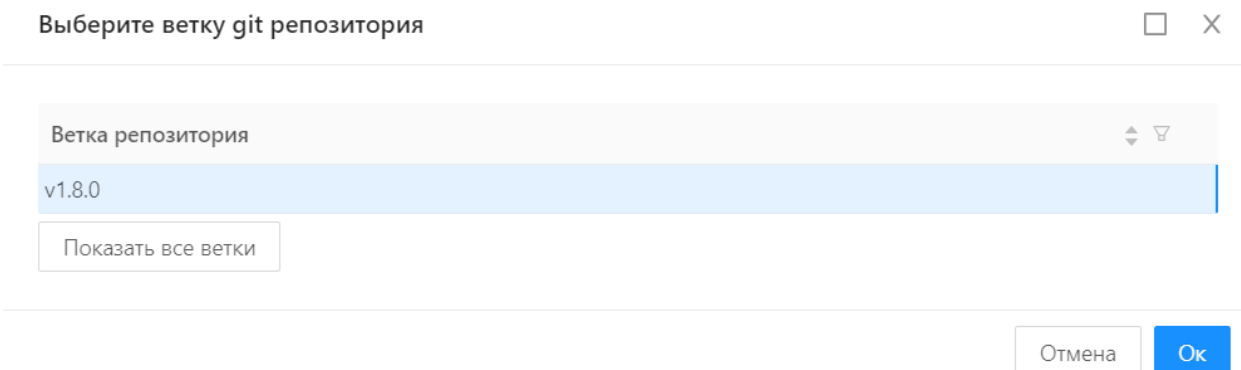 Выберите ветку git репозитория
Ветка репозитория
v1.8.0
Показать все ветки
Отмена Ок